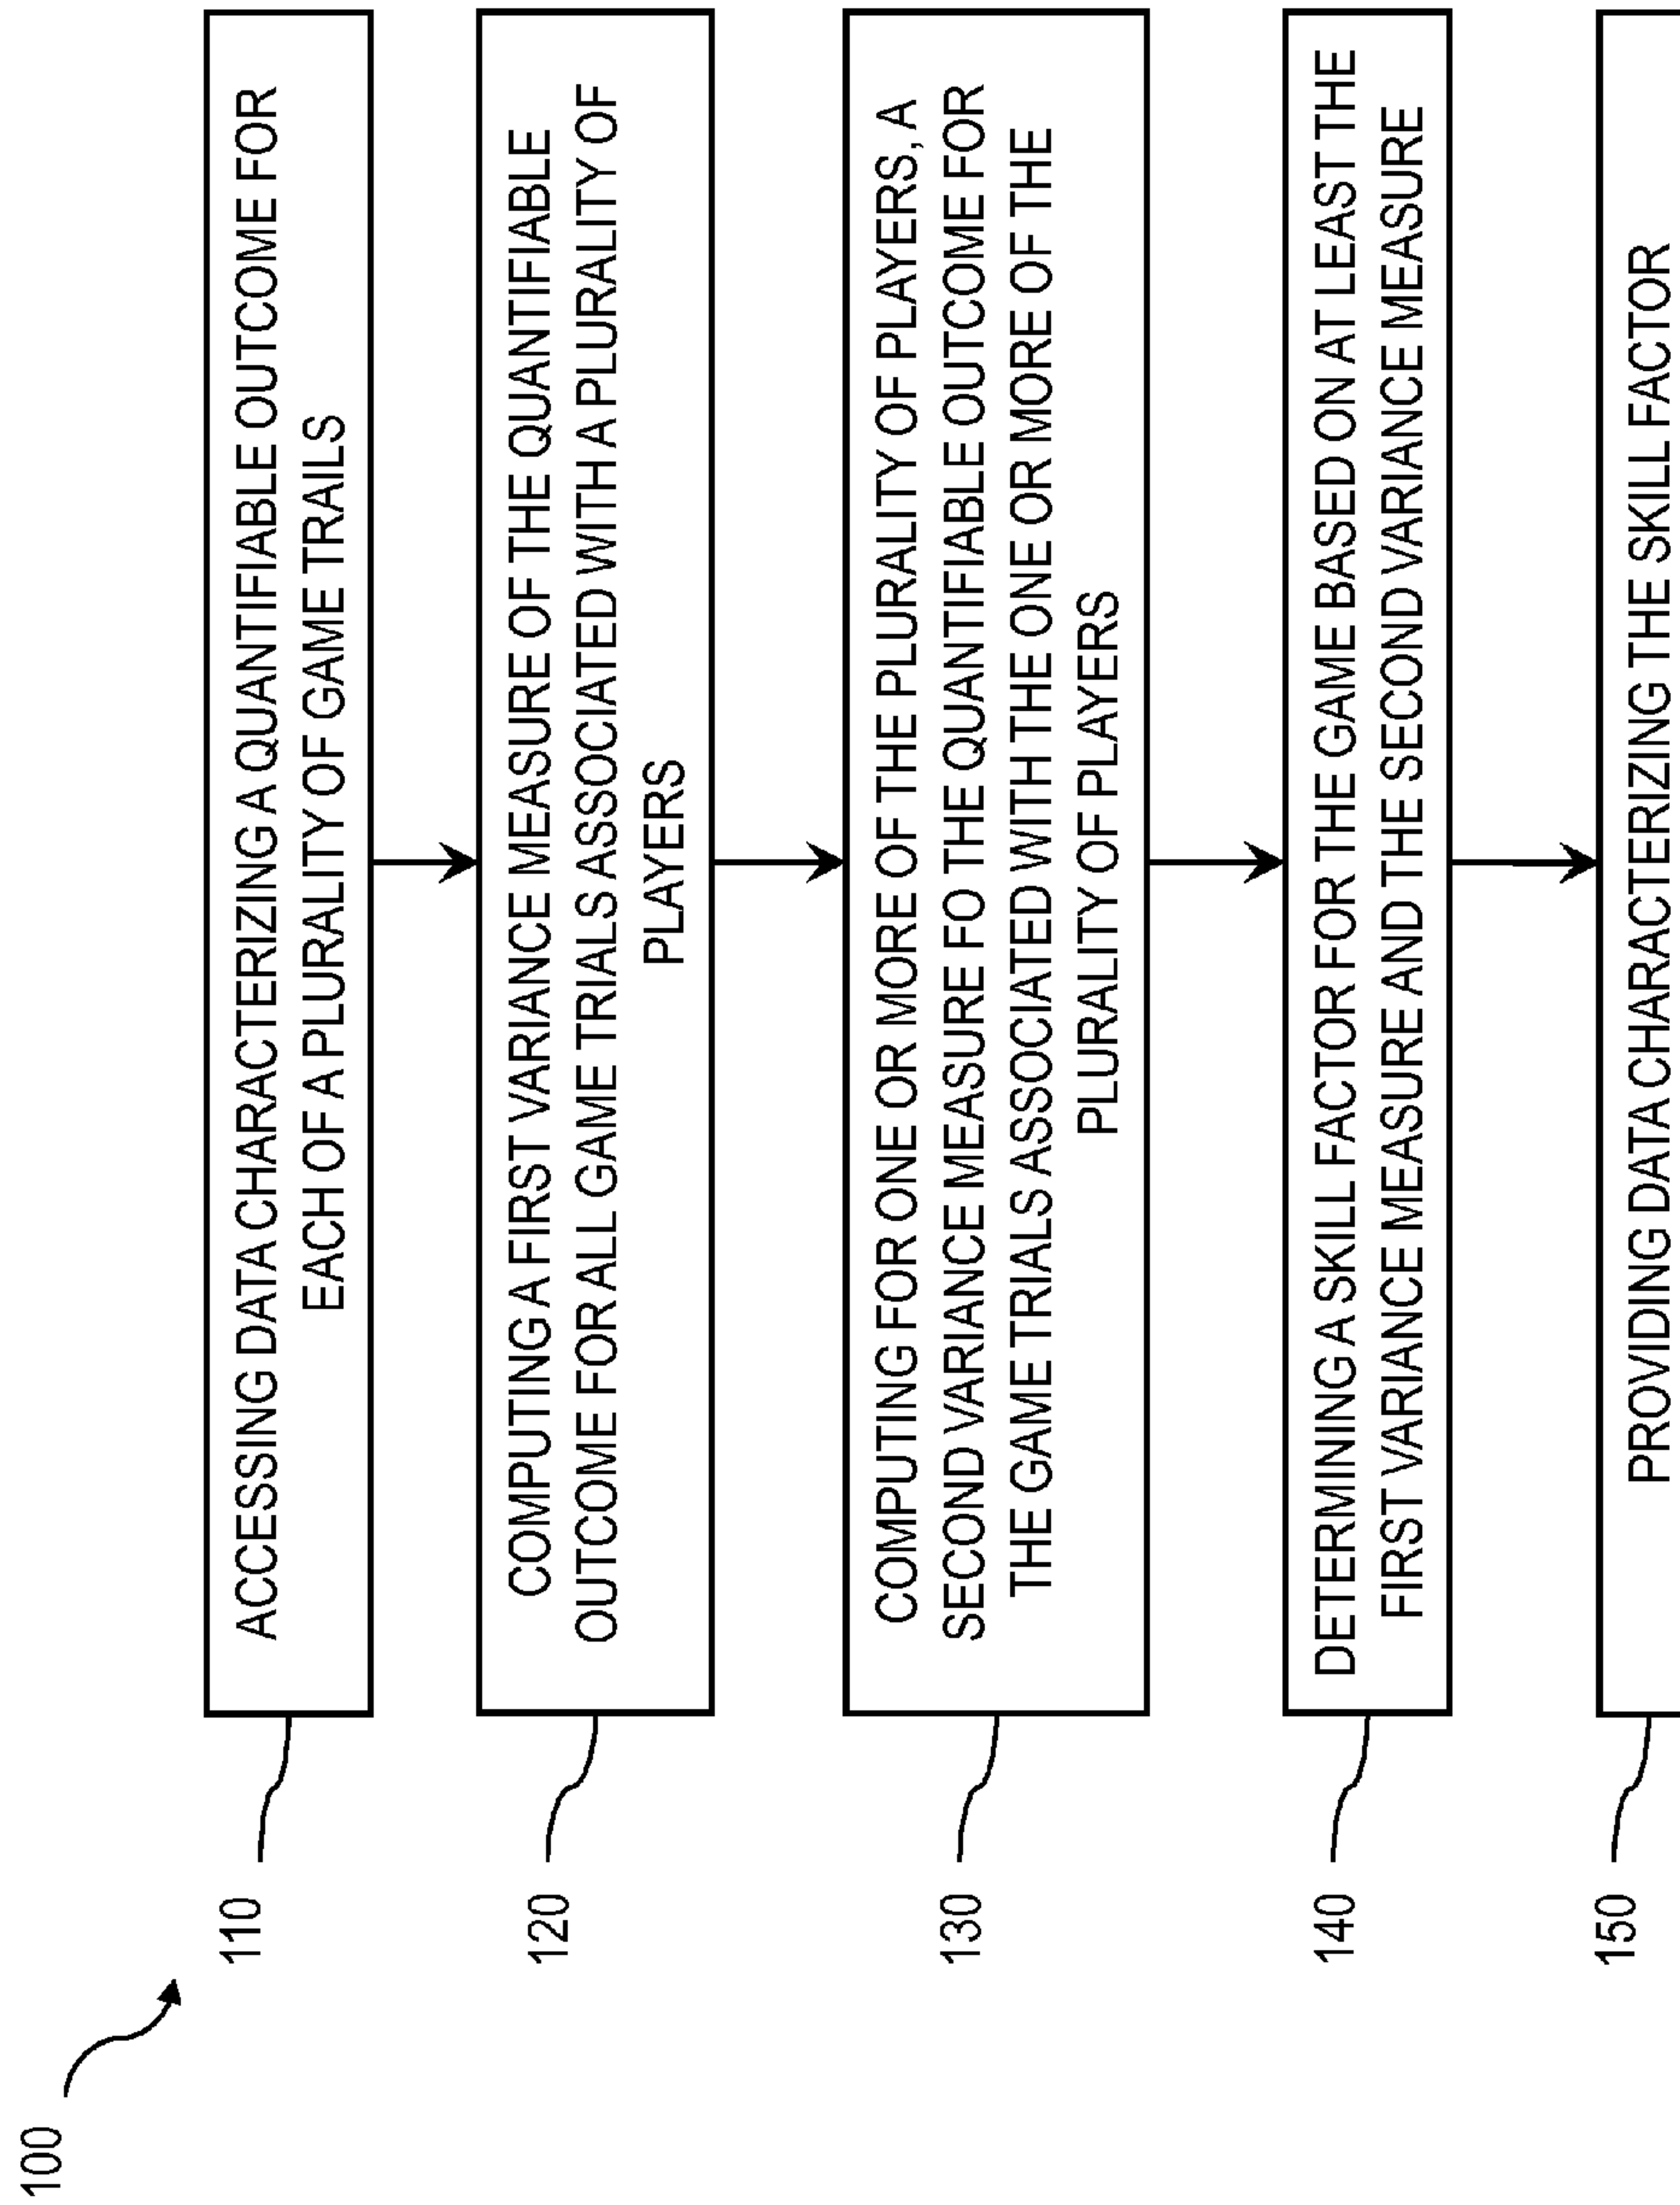 100
110
ACCESSING DATA CHARACTERIZING A QUANTIFIABLE OUTCOME FOR
EACH OF A PLURALITY OF GAME TRAILS
120
COMPUTING A FIRST VARIANCE MEASURE OF THE QUANTIFIABLE
OUTCOME FOR ALL GAME TRIALS ASSOCIATED WITH A PLURALITY OF
PLAYERS
130
COMPUTING FOR ONE OR MORE OF THE PLURALITY OF PLAYERS, A
SECOND VARIANCE MEASURE FO THE QUANTIFIABLE OUTCOME FOR
THE GAME TRIALS ASSOCIATED WITH THE ONE OR MORE OF THE
PLURALITY OF PLAYERS
140
DETERMINING A SKILL FACTOR FOR THE GAME BASED ON AT LEAST THE
FIRST VARIANCE MEASURE AND THE SECOND VARIANCE MEASURE
150
PROVIDING DATA CHARACTERIZING THE SKILL FACTOR